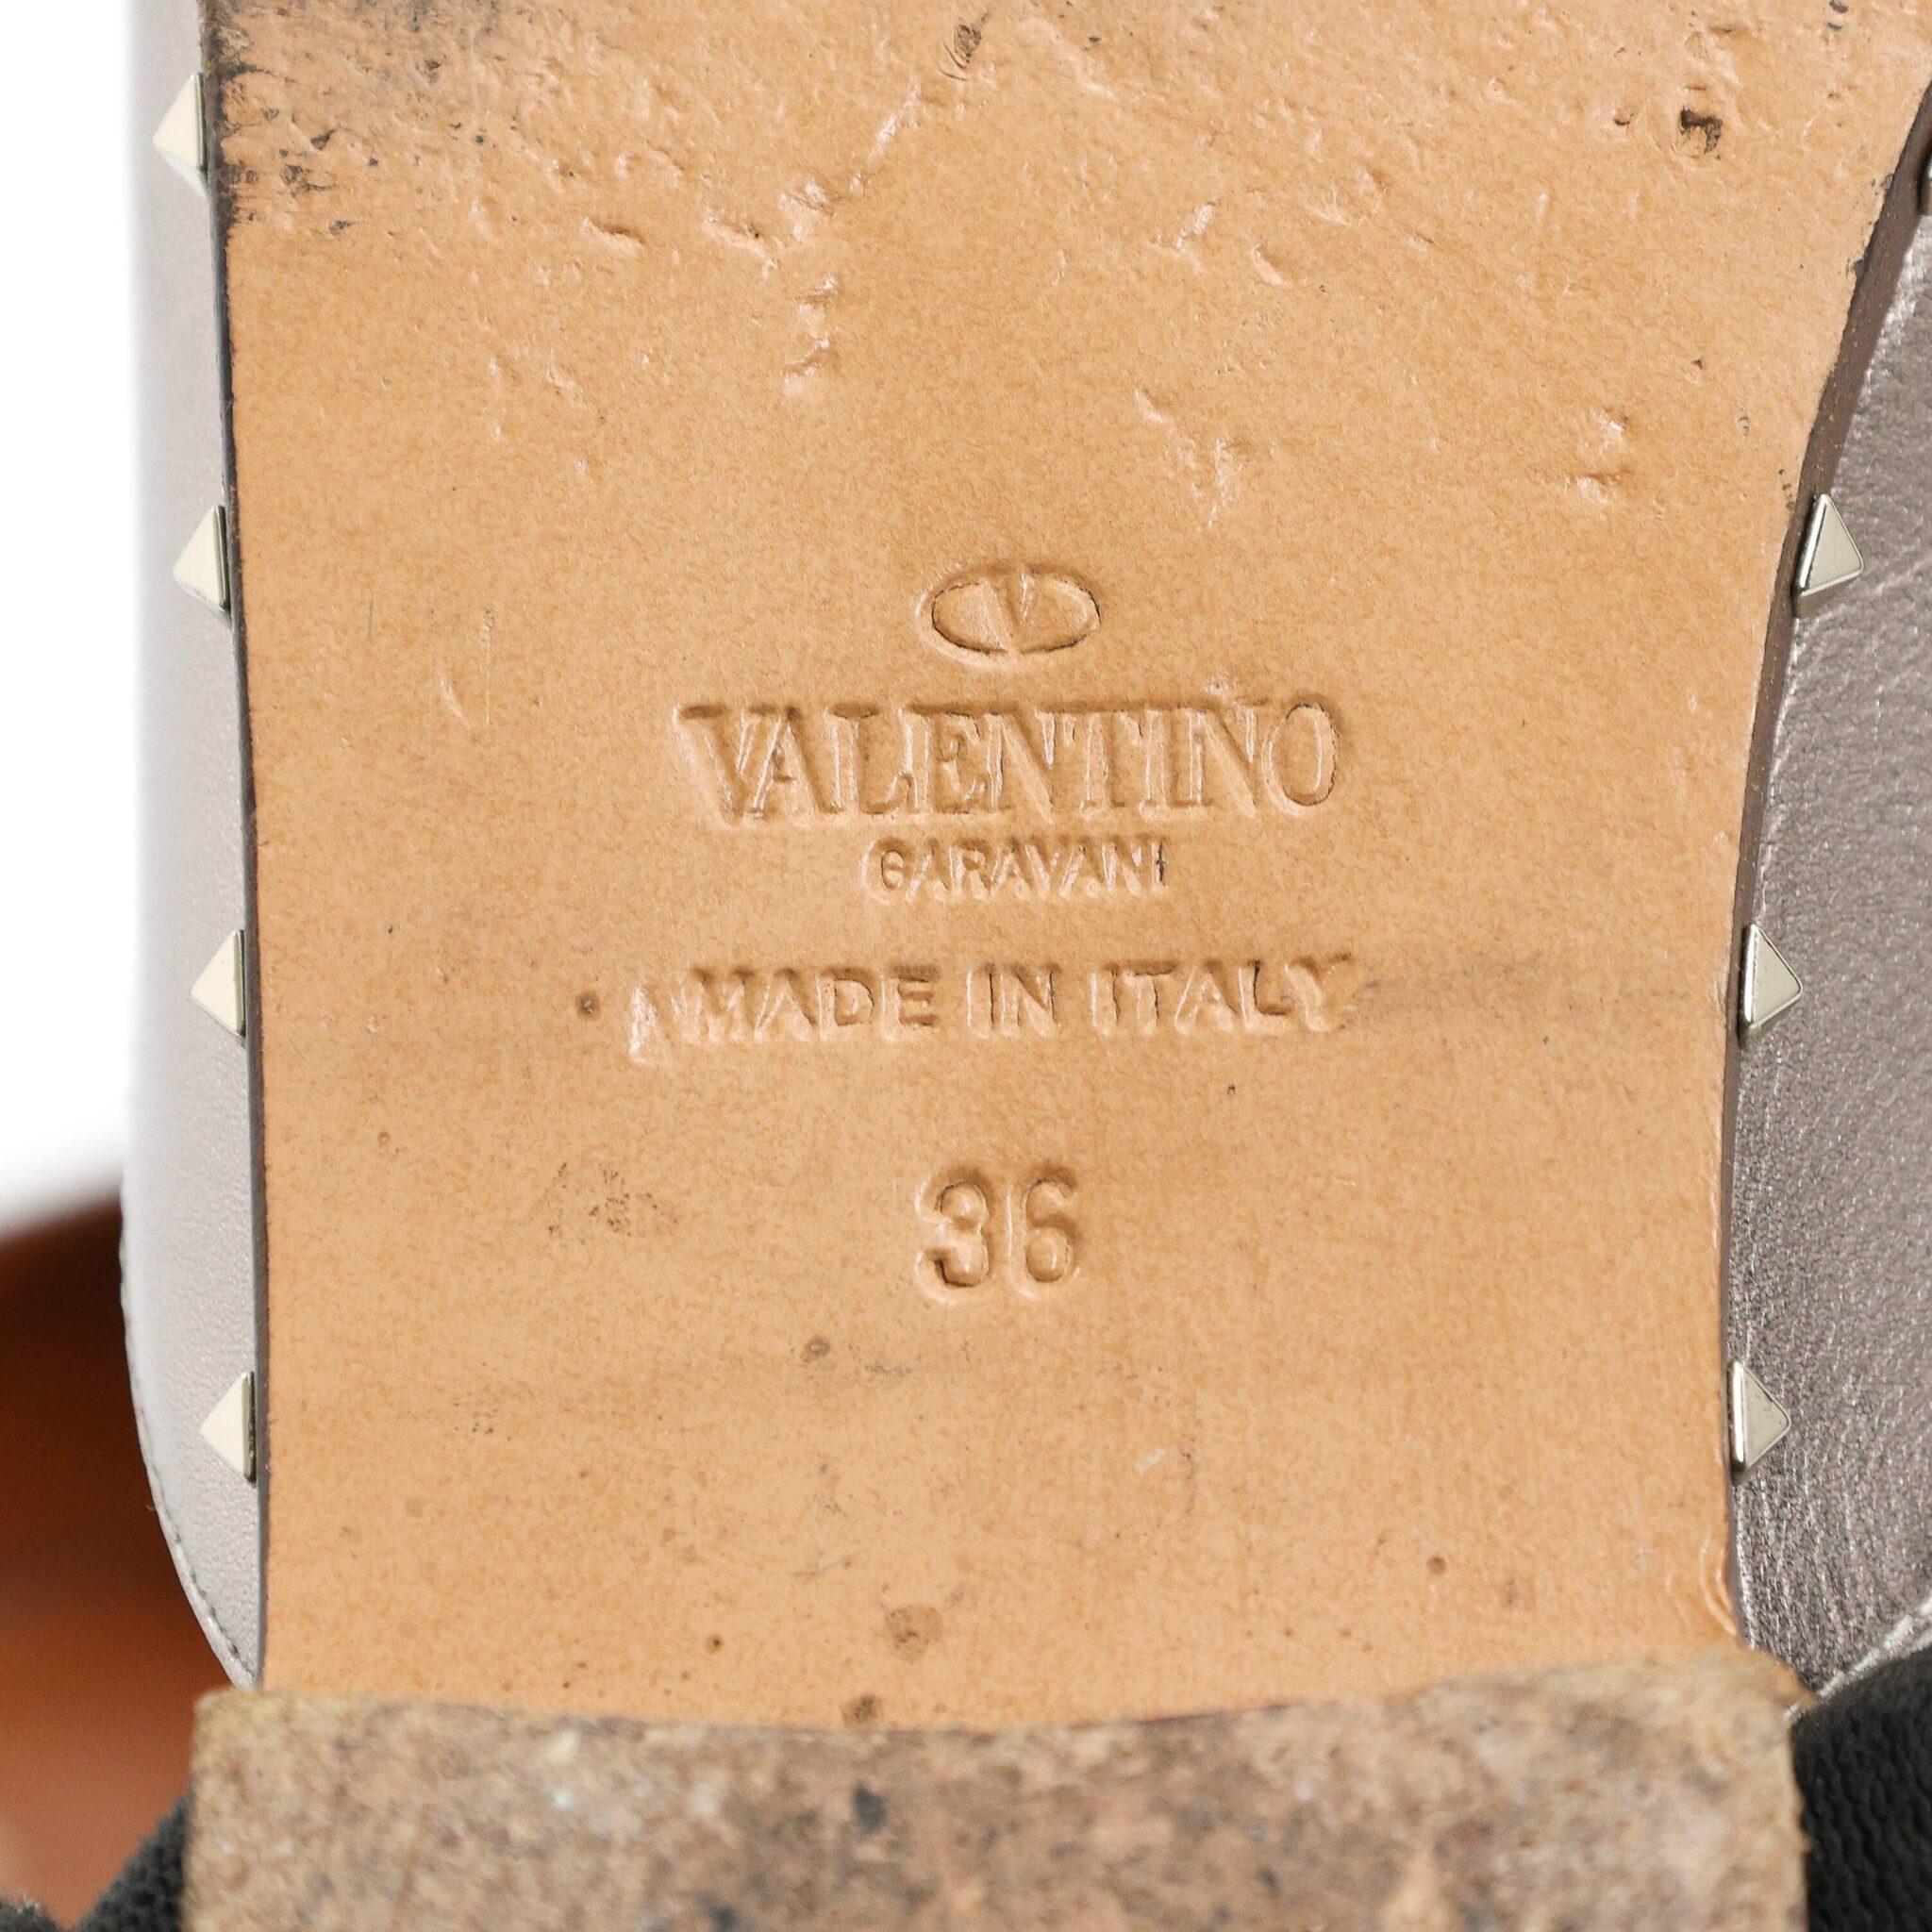 V
VALENTINO
GARAVANI
MADE IN ITALY
36